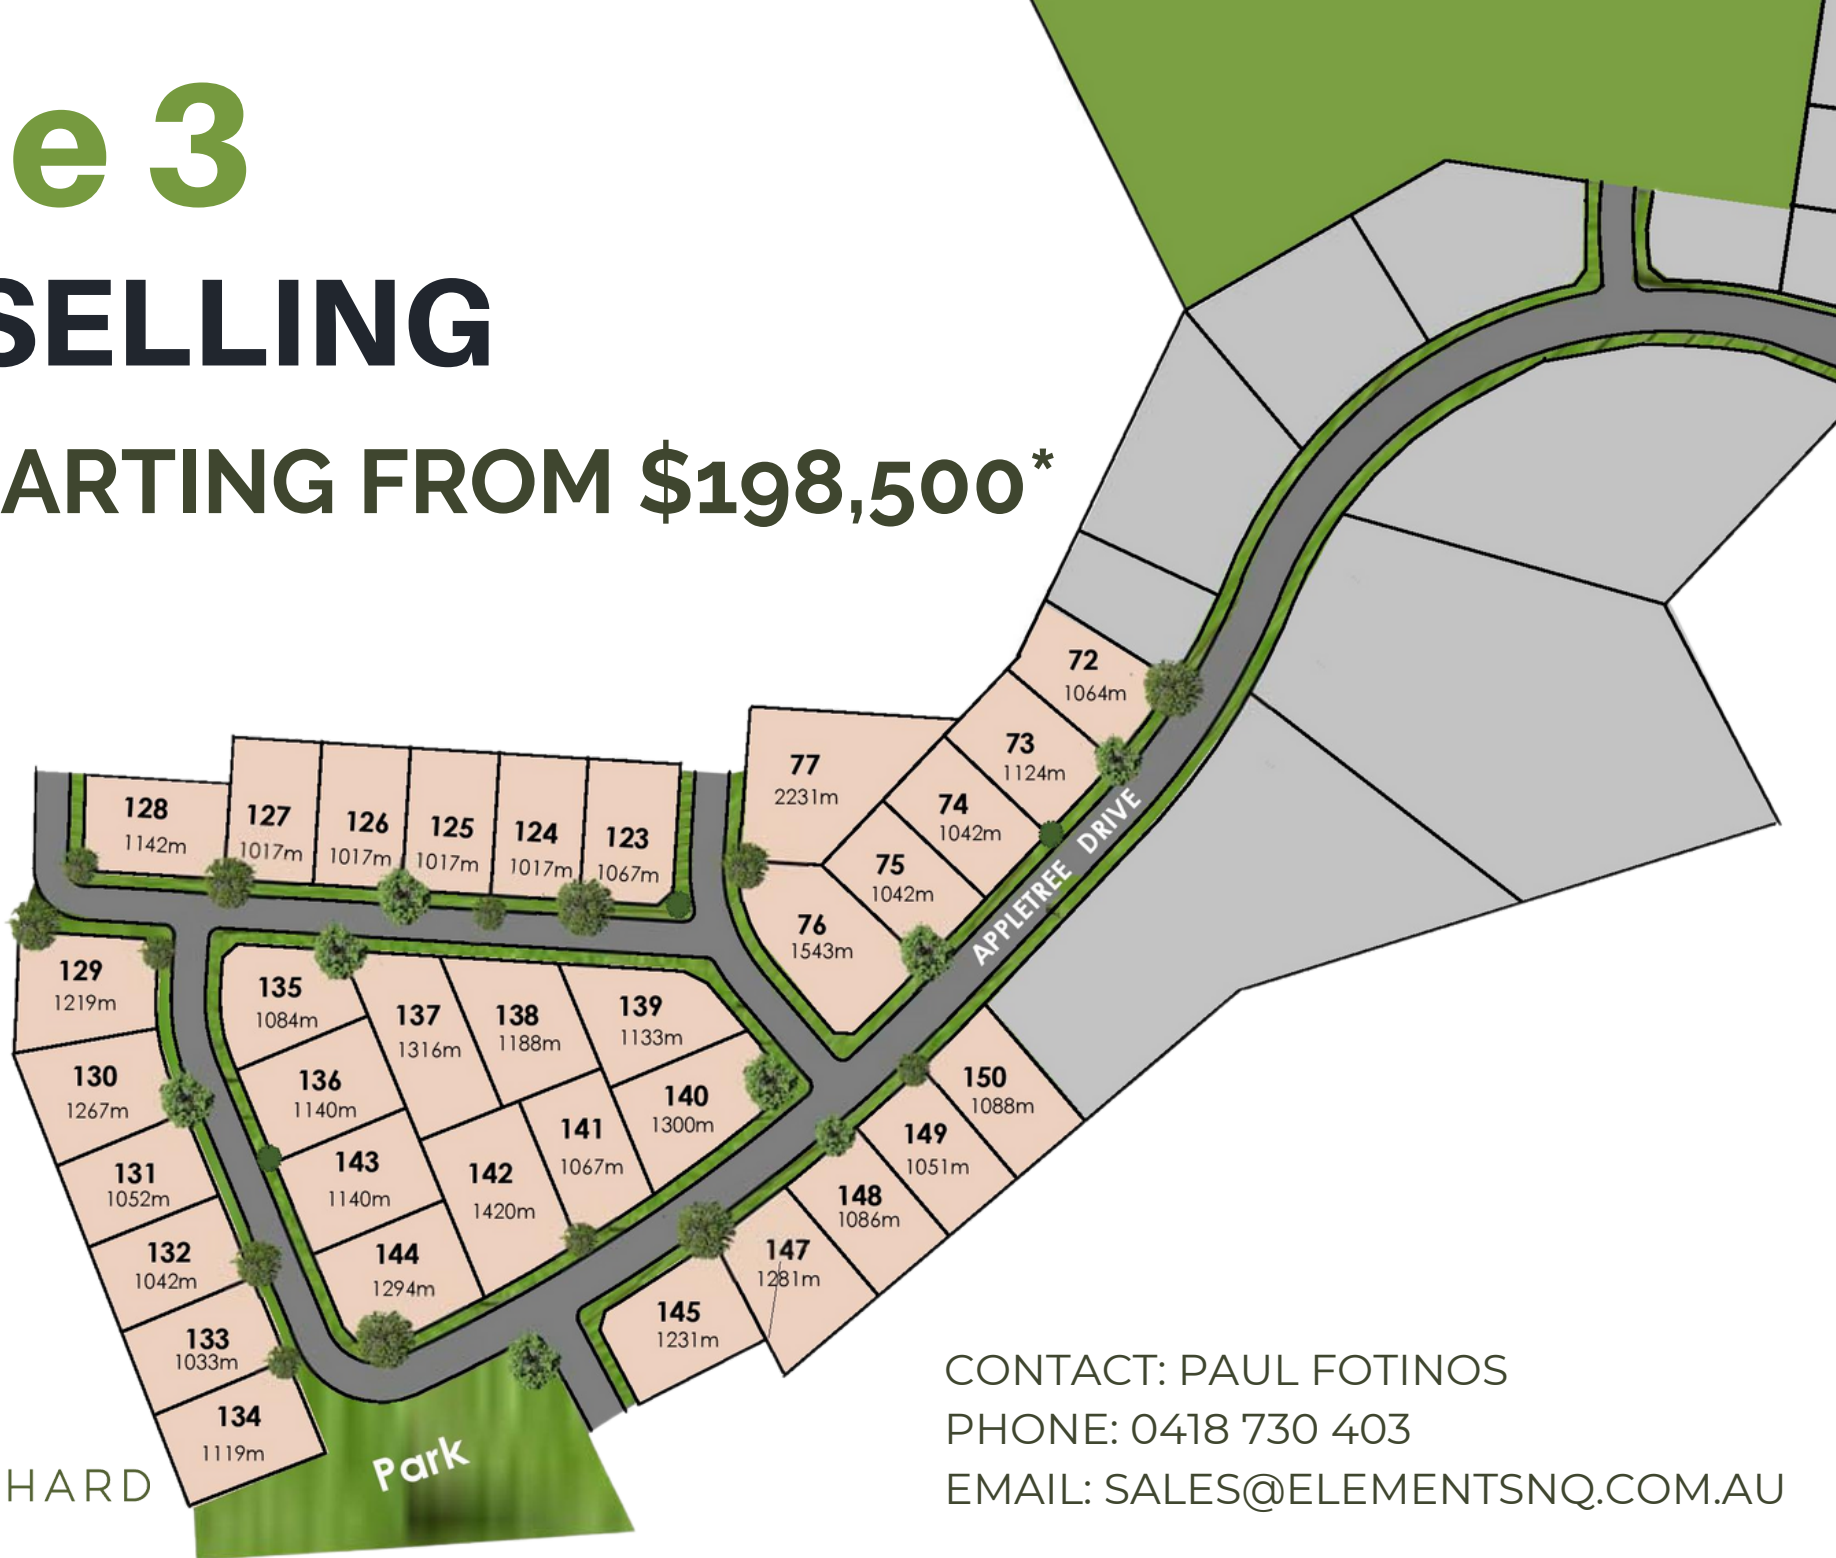 e 3
SELLING
ARTING FROM $198,500*
72
1064m
73
1124m
77
2231m
74
1042m
75
1042m
76
1543m
APPLETREE DRIVE
128
1142m
127
1017m
126
1017m
125
1017m
124
1017m
123
1067m
129
1219m
135
1084m
137
1316m
138
1188m
139
1133m
130
1267m
136
1140m
140
1300m
150
1088m
141
1067m
149
1051m
131
1052m
143
1140m
142
1420m
148
1086m
132
1042m
144
1294m
147
1281m
145
1231m
133
1033m
134
1119m
Park
HARD
CONTACT: PAUL FOTINOS
PHONE: 0418 730 403
EMAIL: SALES@ELEMENTSNQ.COM.AU